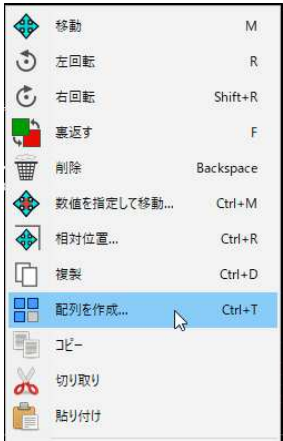 移動 M
左回転 R
右回転 Shift+R
裏返す F
削除 Backspace
数値を指定して移動... Ctrl+M
相対位置... Ctrl+R
複製 Ctrl+D
配列を作成... Ctrl+T
コピー
切り取り
貼り付け